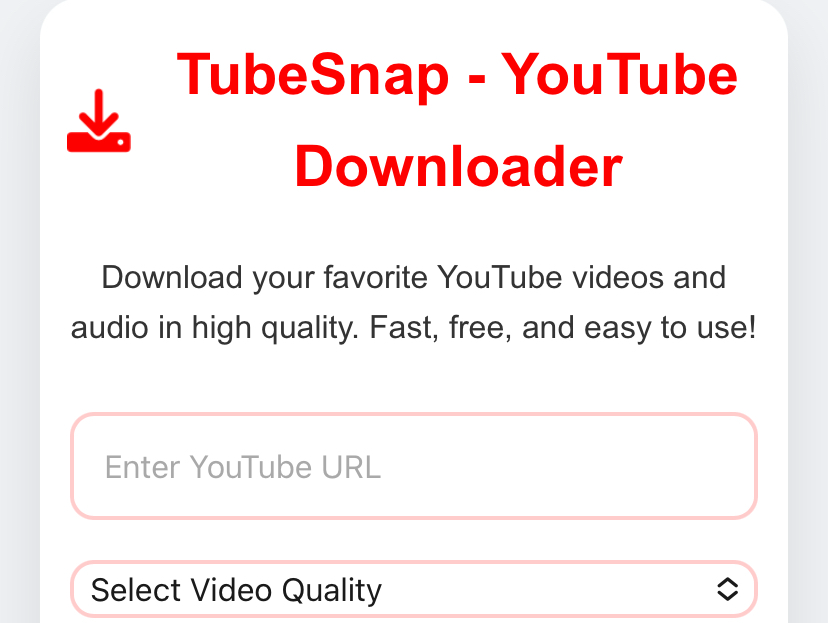 TubeSnap - YouTube
Downloader
Download your favorite YouTube videos and
audio in high quality. Fast, free, and easy to use!
Enter YouTube URL
Select Video Quality